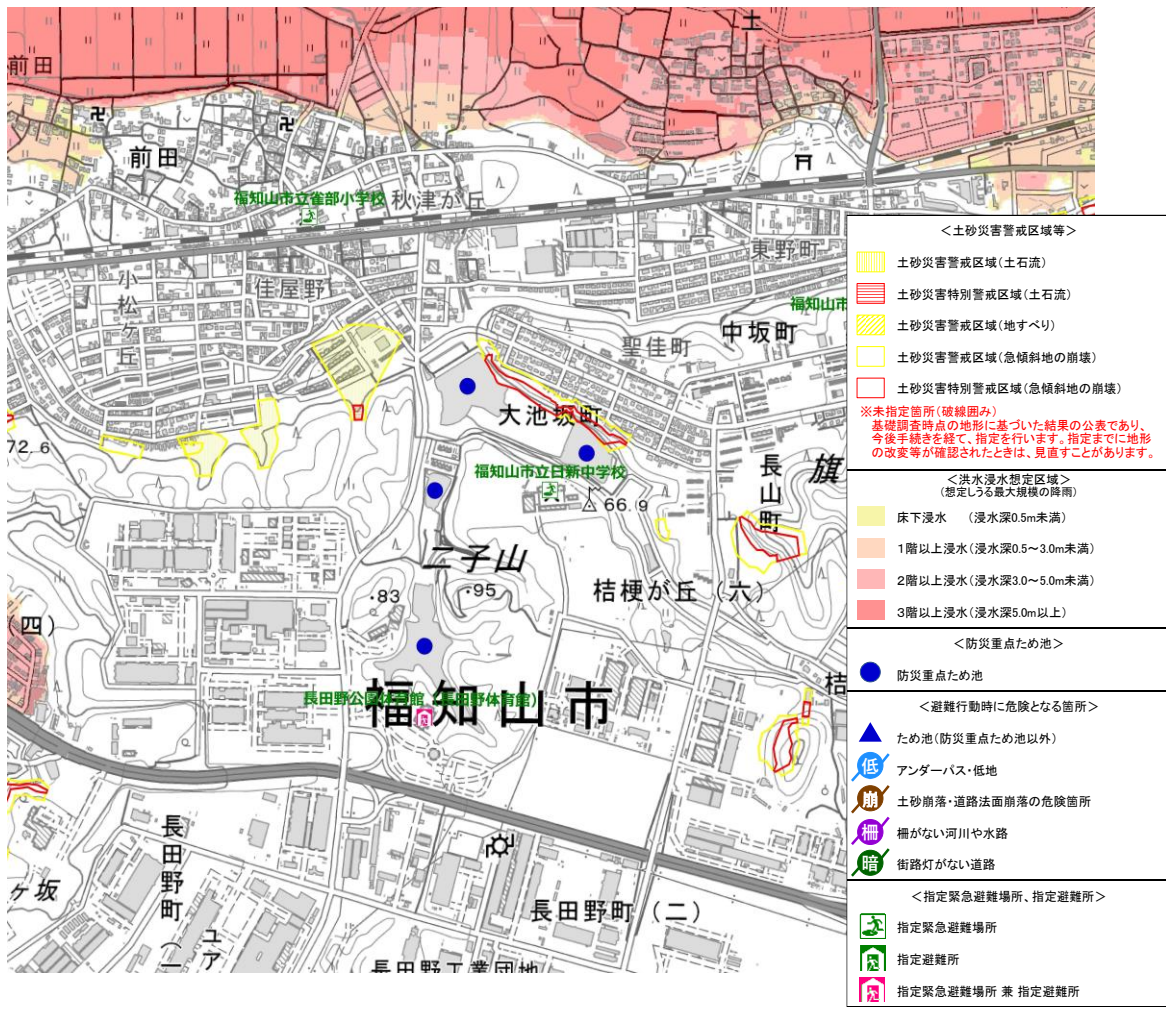 前田
土
前田
福知山市立雀部小学校
秋津が丘
東野町
小松ヶ丘
佳屋野
福知山市
中坂町
聖佳町
大池坂町
72.6
福知山市立日新中学校
長山町
旗
66.9
二子山
・83
・95
桔梗が丘(六)
(四)
桔
長田野公園体育館(長田野体育館)
福知山市
長田野町(一
ヶ坂
ユア
長田野町(二)
長田野工業団地
＜土砂災害警戒区域等＞
土砂災害警戒区域(土石流)
土砂災害特別警戒区域(土石流)
土砂災害警戒区域(地すべり)
土砂災害警戒区域(急傾斜地の崩壊)
土砂災害特別警戒区域(急傾斜地の崩壊)
※未指定箇所(破線囲み)
基礎調査時点の地形に基づいた結果の公表であり、
今後手続きを経て、指定を行います。指定までに地形
の改変等が確認されたときは、見直すことがあります。
＜洪水浸水想定区域＞
(想定しうる最大規模の降雨)
床下浸水 (浸水深0.5m未満)
1階以上浸水(浸水深0.5～3.0m未満)
2階以上浸水(浸水深3.0～5.0m未満)
3階以上浸水(浸水深5.0m以上)
＜防災重点ため池＞
防災重点ため池
＜避難行動時に危険となる箇所＞
ため池(防災重点ため池以外)
低 アンダーパス・低地
崩 土砂崩落・道路法面崩落の危険箇所
柵 柵がない河川や水路
暗 街路灯がない道路
＜指定緊急避難場所、指定避難所＞
指定緊急避難場所
指定避難所
指定緊急避難場所 兼 指定避難所